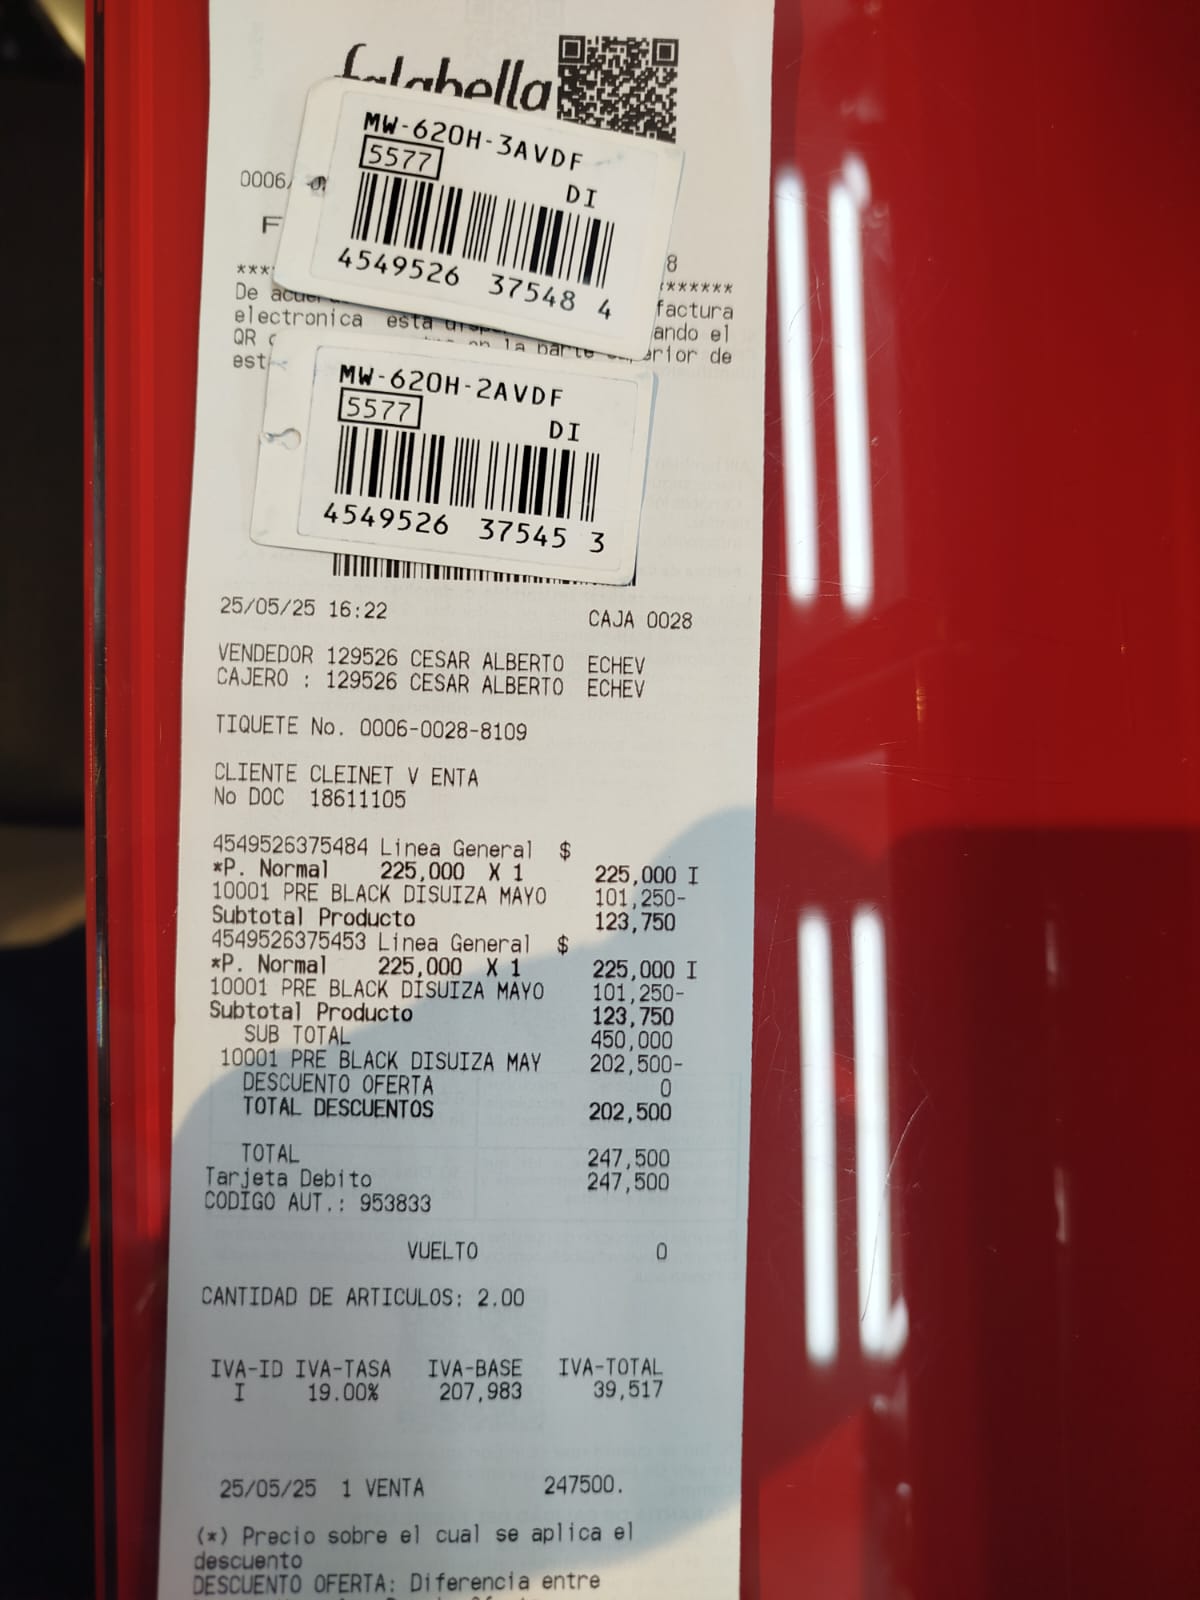 falabella
MW-620H-3AVDF
5577
DI
4549526 37548 4
0006/
F
8
**** *******
De acuer factura
electronica esta ando el
QR en la parte superior de
est
MW-620H-2AVDF
5577
DI
4549526 37545 3
25/05/25 16:22 CAJA 0028
VENDEDOR 129526 CESAR ALBERTO ECHEV
CAJERO : 129526 CESAR ALBERTO ECHEV
TIQUETE No. 0006-0028-8109
CLIENTE CLEINET V ENTA
No DOC 18611105
4549526375484 Linea General $
*P. Normal 225,000 X 1 225,000 I
10001 PRE BLACK DISUIZA MAYO 101,250-
Subtotal Producto 123,750
4549526375453 Linea General $
*P. Normal 225,000 X 1 225,000 I
10001 PRE BLACK DISUIZA MAYO 101,250-
Subtotal Producto 123,750
SUB TOTAL 450,000
10001 PRE BLACK DISUIZA MAY 202,500-
DESCUENTO OFERTA 0
TOTAL DESCUENTOS 202,500
TOTAL 247,500
Tarjeta Debito 247,500
CODIGO AUT.: 953833
VUELTO 0
CANTIDAD DE ARTICULOS: 2.00
IVA-ID IVA-TASA IVA-BASE IVA-TOTAL
I 19.00% 207,983 39,517
25/05/25 1 VENTA 247500.
(*) Precio sobre el cual se aplica el
descuento
DESCUENTO OFERTA: Diferencia entre